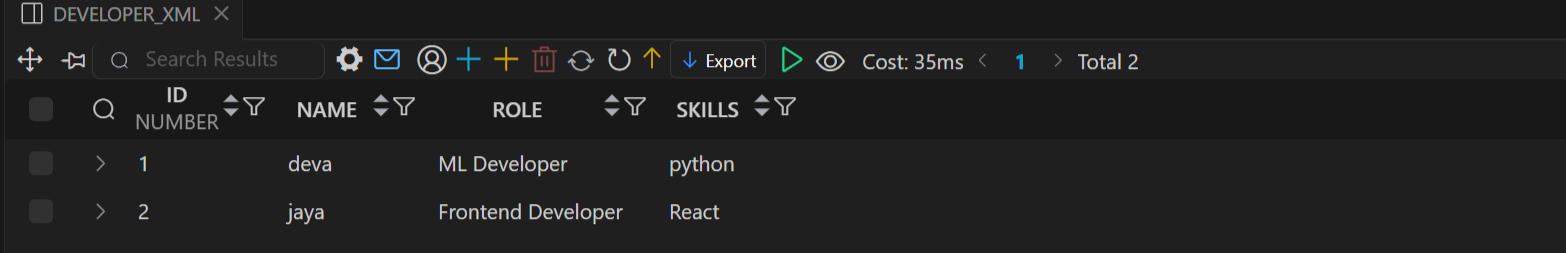 DEVELOPER_XML
Search Results Export Cost: 35ms 1 Total 2
ID NUMBER NAME ROLE SKILLS
1 deva ML Developer python
2 jaya Frontend Developer React